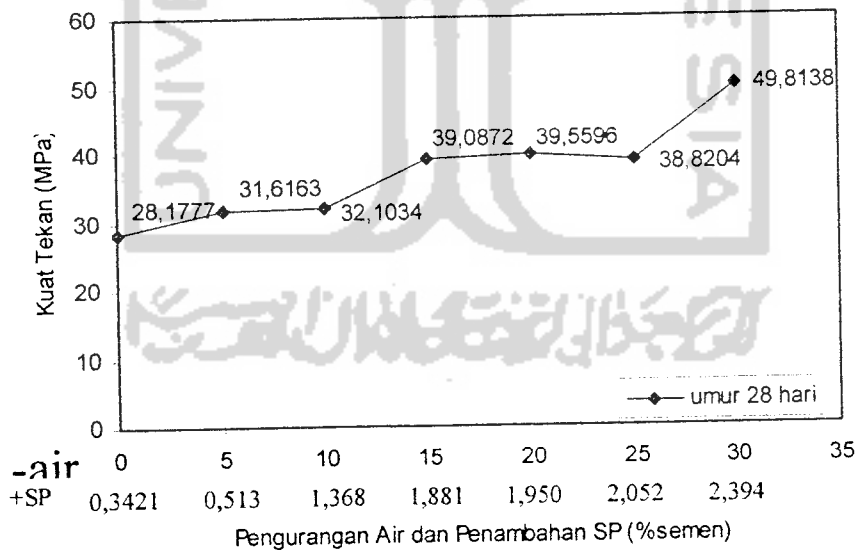 60
50
40
30
20
10
0
Kuat Tekan (MPa)
28,1777
31,6163
32,1034
39,0872
39,5596
38,8204
49,8138
umur 28 hari
-air 0 5 10 15 20 25 30 35
+SP 0,3421 0,513 1,368 1,881 1,950 2,052 2,394
Pengurangan Air dan Penambahan SP (%semen)